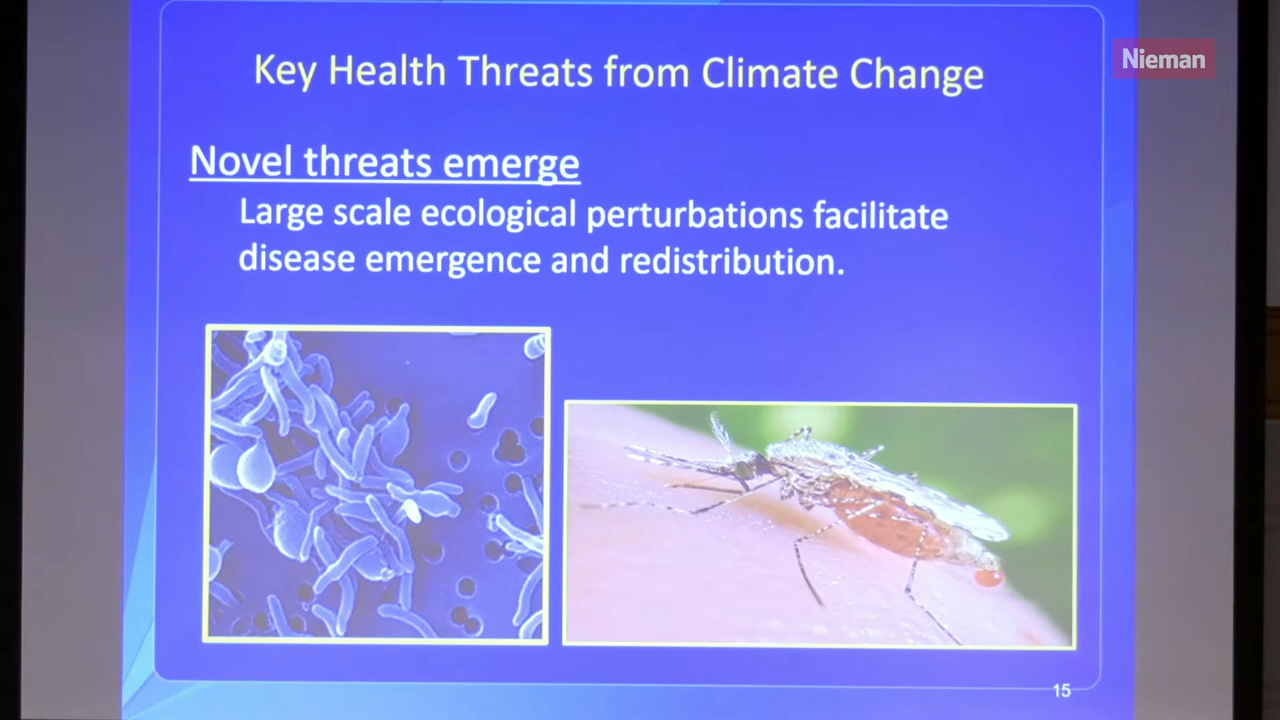 Nieman
Key Health Threats from Climate Change
Novel threats emerge
Large scale ecological perturbations facilitate
disease emergence and redistribution.
15